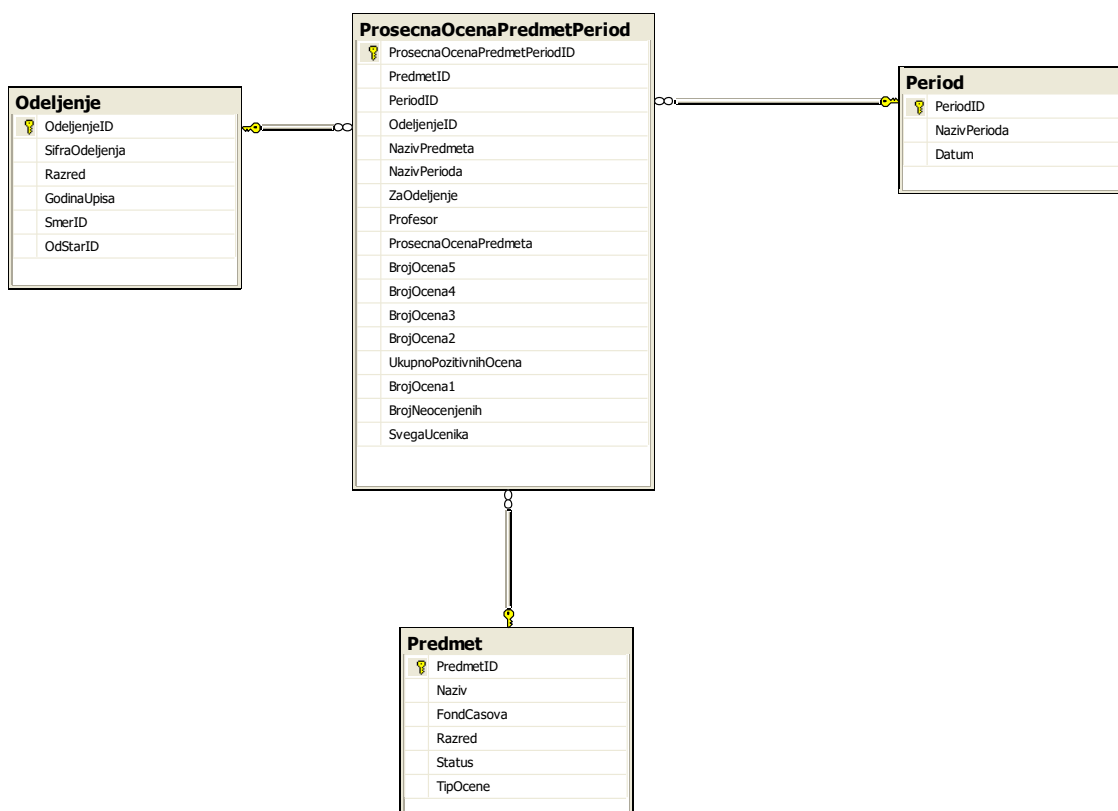 ProsecnaOcenaPredmetPeriod
ProsecnaOcenaPredmetPeriodID
PredmetID
PeriodID
OdeljenjeID
NazivPredmeta
NazivPerioda
ZaOdeljenje
Profesor
ProsecnaOcenaPredmeta
BrojOcena5
BrojOcena4
BrojOcena3
BrojOcena2
UkupnoPozitivnihOcena
BrojOcena1
BrojNeocenjenih
SvegaUcenika
Odeljenje
OdeljenjeID
SifraOdeljenja
Razred
GodinaUpisa
SmerID
OdStarID
Period
PeriodID
NazivPerioda
Datum
Predmet
PredmetID
Naziv
FondCasova
Razred
Status
TipOcene